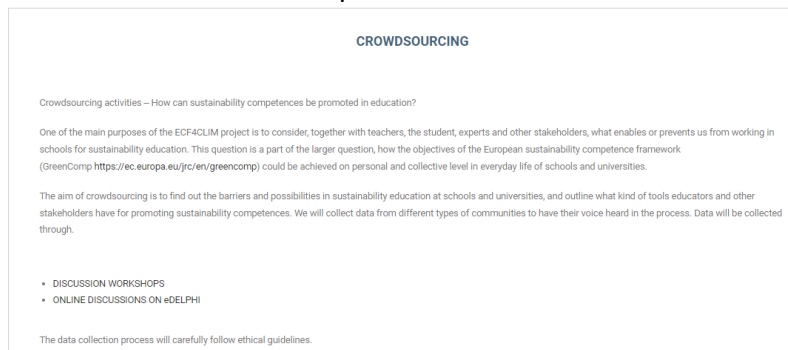 CROWDSOURCING
Crowdsourcing activities – How can sustainability competences be promoted in education?
One of the main purposes of the ECF4CLIM project is to consider, together with teachers, the student, experts and other stakeholders, what enables or prevents us from working in
schools for sustainability education. This question is a part of the larger question, how the objectives of the European sustainability competence framework
(GreenComp https://ec.europa.eu/jrc/en/greencomp) could be achieved on personal and collective level in everyday life of schools and universities.
The aim of crowdsourcing is to find out the barriers and possibilities in sustainability education at schools and universities, and outline what kind of tools educators and other
stakeholders have for promoting sustainability competences. We will collect data from different types of communities to have their voice heard in the process. Data will be collected
through.
• DISCUSSION WORKSHOPS
• ONLINE DISCUSSIONS ON eDELPHI
The data collection process will carefully follow ethical guidelines.